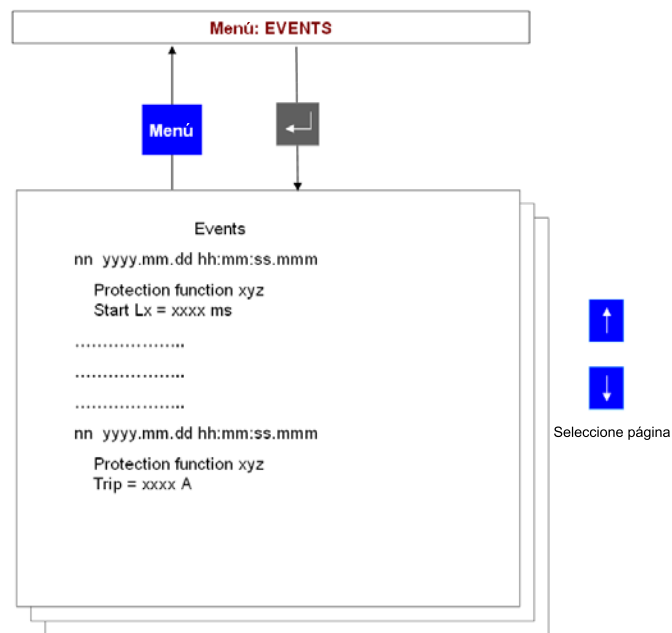 Menú: EVENTS
Menú
Events
nn yyyy.mm.dd hh:mm:ss.mmm
Protection function xyz
Start Lx = xxxx ms
......................
......................
......................
nn yyyy.mm.dd hh:mm:ss.mmm
Protection function xyz
Trip = xxxx A
Seleccione página